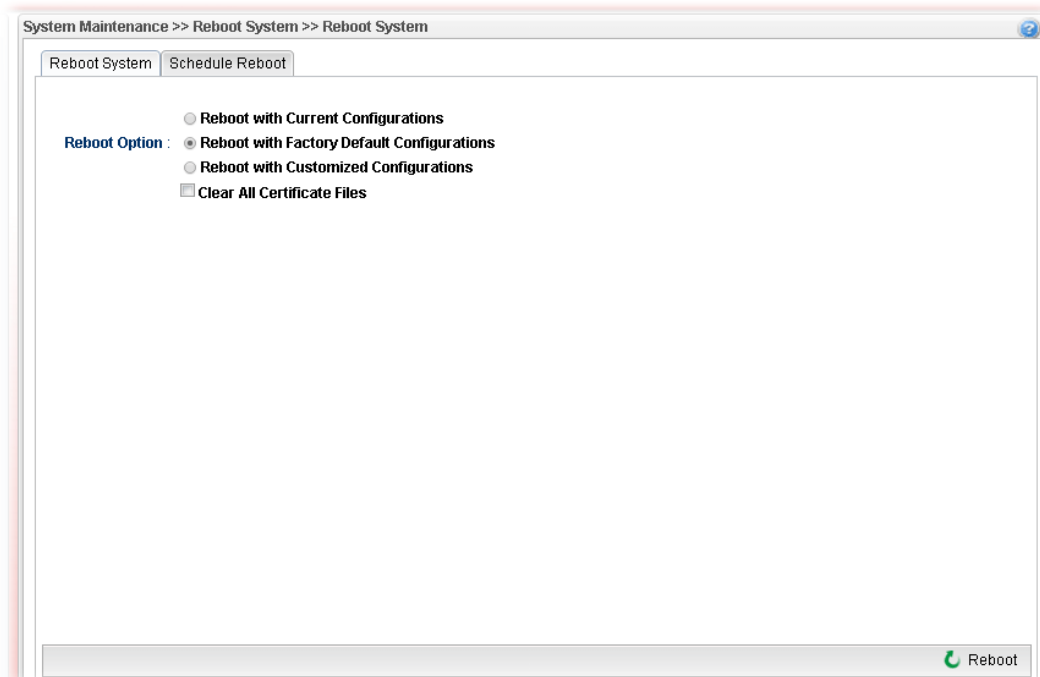 System Maintenance >> Reboot System >> Reboot System
Reboot System
Schedule Reboot
Reboot with Current Configurations
Reboot Option :
Reboot with Factory Default Configurations
Reboot with Customized Configurations
Clear All Certificate Files
Reboot